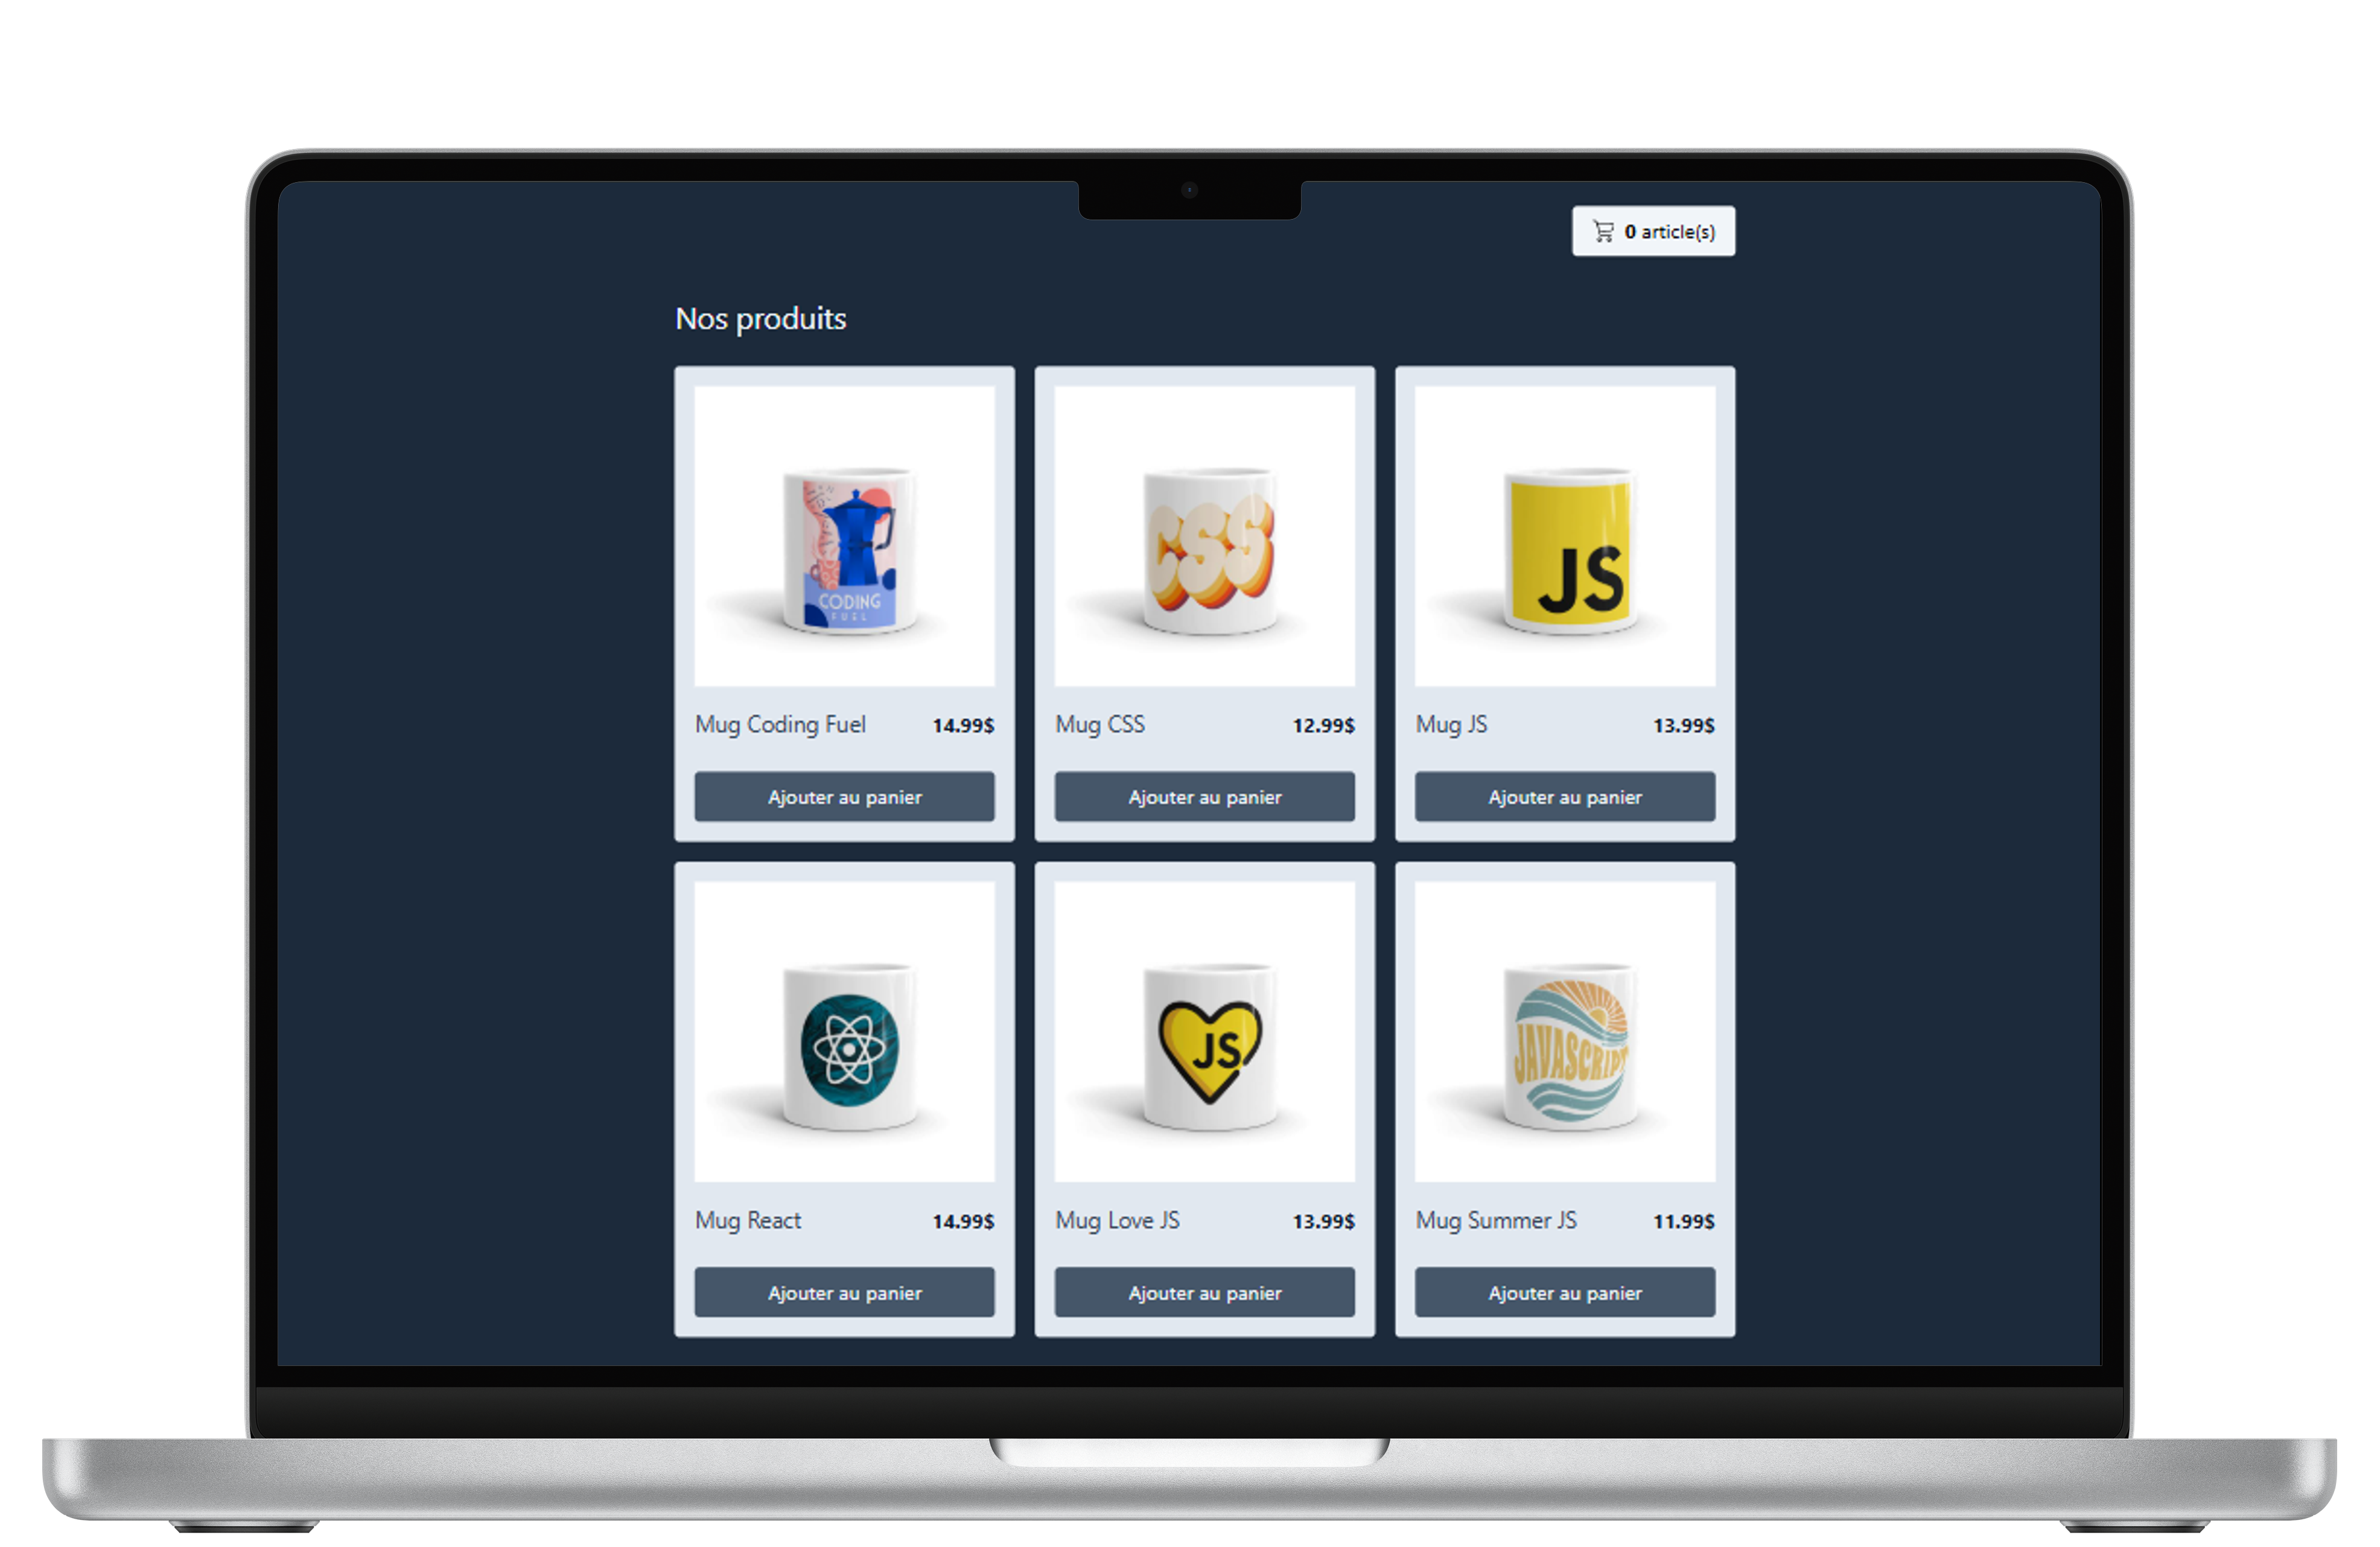 0 article(s)
Nos produits
CSS
JS
CODING
FUEL
Mug Coding Fuel 14.99$
Mug CSS 12.99$
Mug JS 13.99$
Ajouter au panier
Ajouter au panier
Ajouter au panier
JS
JAVASCRIPT
Mug React 14.99$
Mug Love JS 13.99$
Mug Summer JS 11.99$
Ajouter au panier
Ajouter au panier
Ajouter au panier